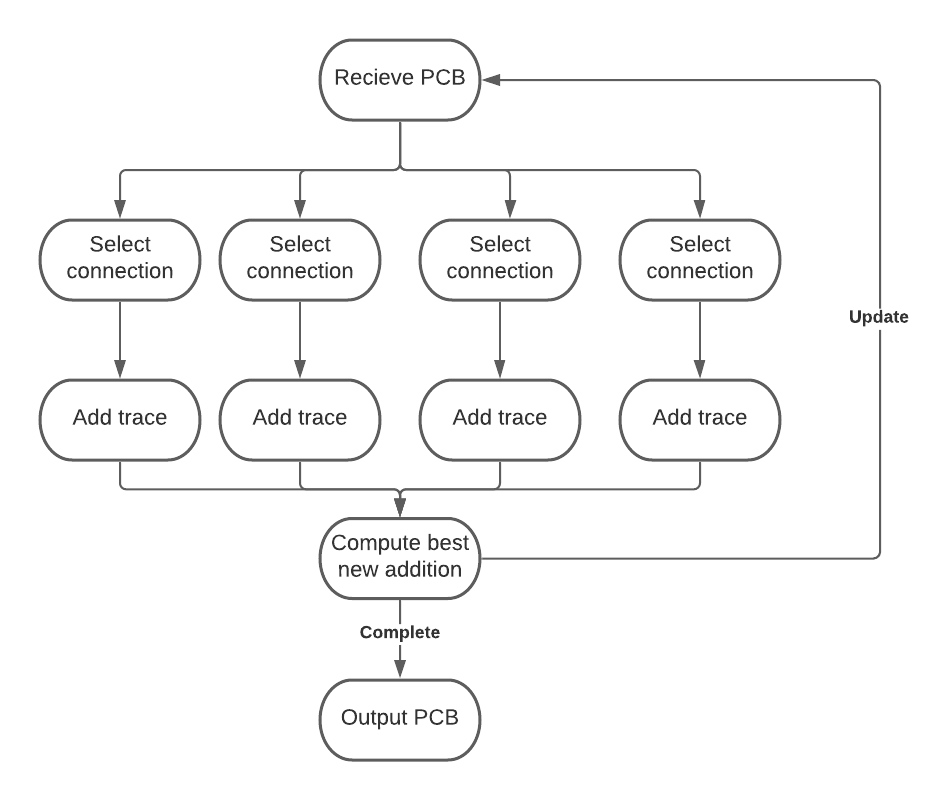 Recieve PCB
Select
connection
Select
connection
Select
connection
Select
connection
Update
Add trace
Add trace
Add trace
Add trace
Compute best
new addition
Complete
Output PCB